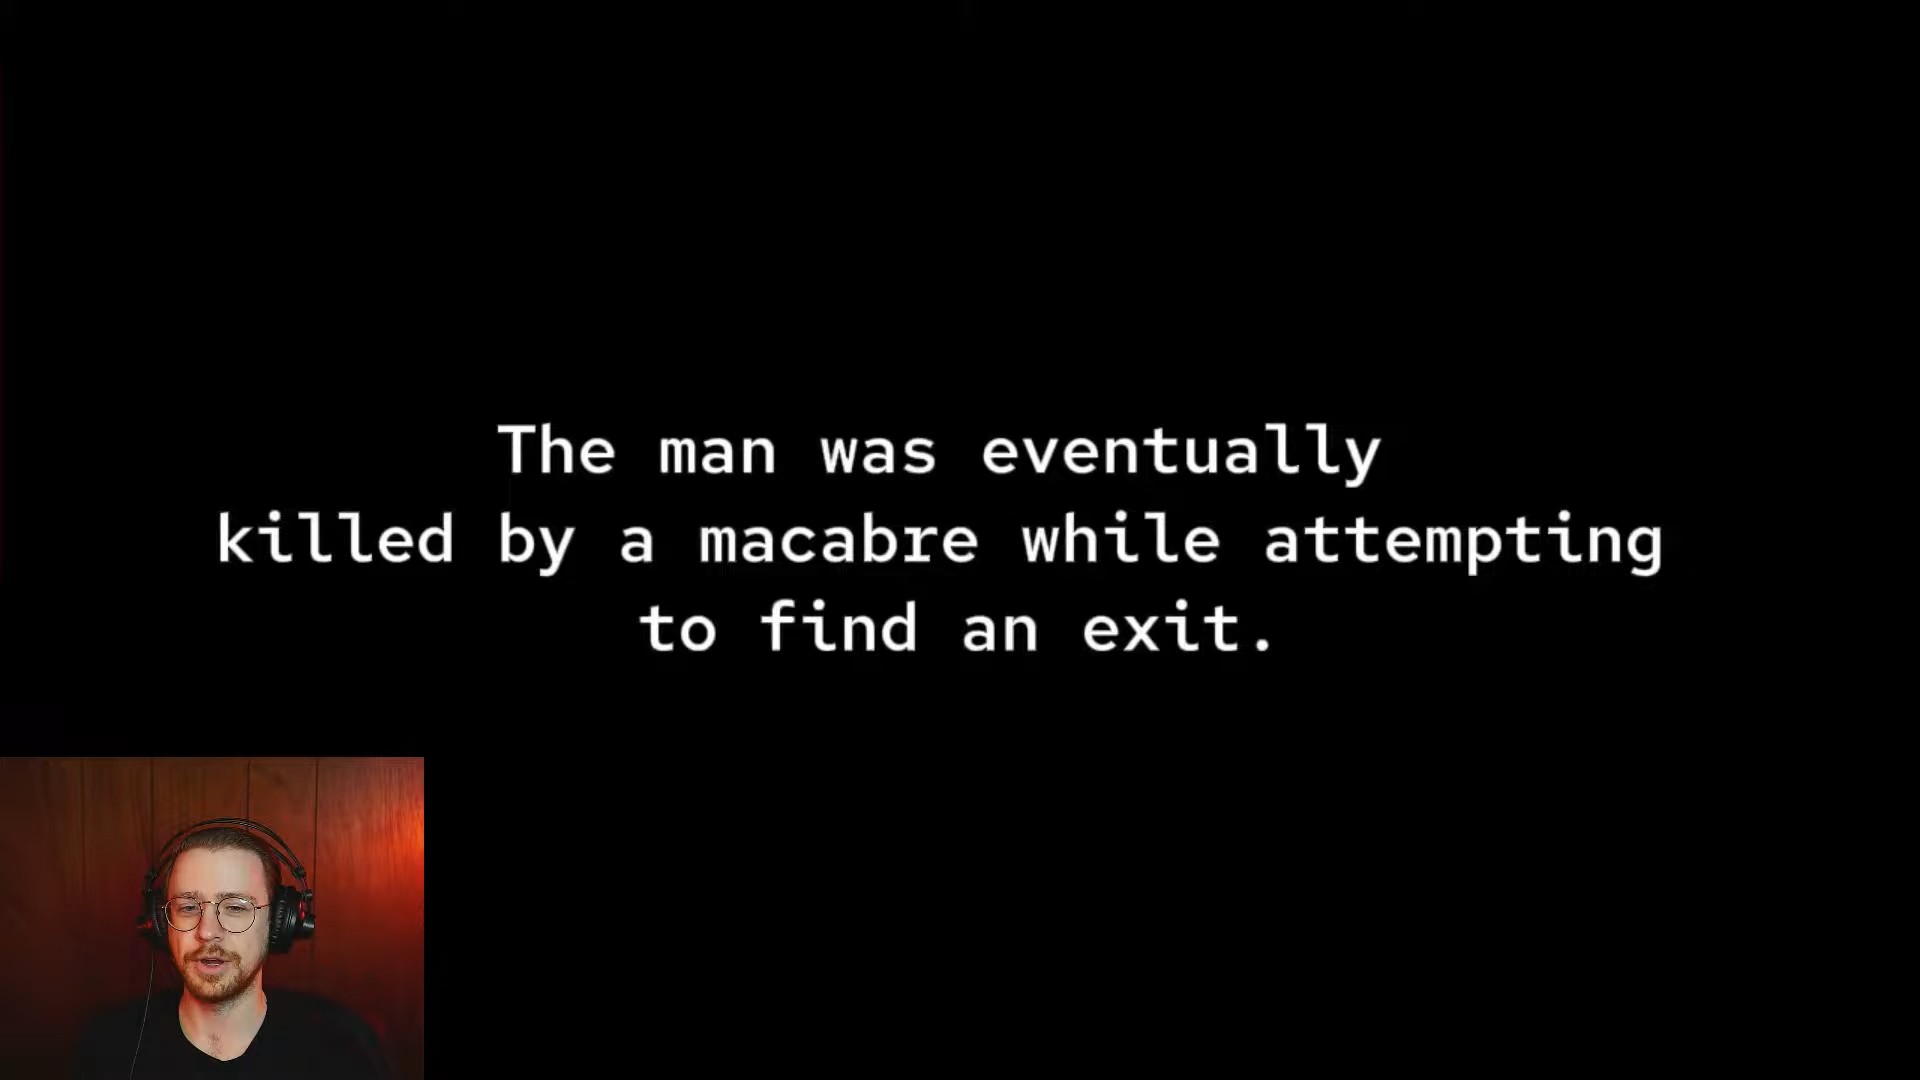 The man was eventually
killed by a macabre while attempting
to find an exit.